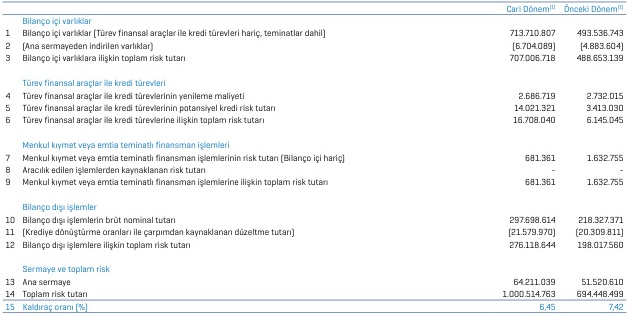 Cari Dönem(1) Önceki Dönem(1)
Bilanço içi varlıklar
1 Bilanço içi varlıklar (Türev finansal araçlar ile kredi türevleri hariç, teminatlar dahil) 713.710.807 493.536.743
2 (Ana sermayeden indirilen varlıklar) (6.704.089) (4.883.604)
3 Bilanço içi varlıklara ilişkin toplam risk tutarı 707.006.718 488.653.139
Türev finansal araçlar ile kredi türevleri
4 Türev finansal araçlar ile kredi türevlerinin yenileme maliyeti 2.686.719 2.732.015
5 Türev finansal araçlar ile kredi türevlerinin potansiyel kredi risk tutarı 14.021.321 3.413.030
6 Türev finansal araçlar ile kredi türevlerine ilişkin toplam risk tutarı 16.708.040 6.145.045
Menkul kıymet veya emtia teminatlı finansman işlemleri
7 Menkul kıymet veya emtia teminatlı finansman işlemlerinin risk tutarı (Bilanço içi hariç) 681.361 1.632.755
8 Aracılık edilen işlemlerden kaynaklanan risk tutarı - -
9 Menkul kıymet veya emtia teminatlı finansman işlemlerine ilişkin toplam risk tutarı 681.361 1.632.755
Bilanço dışı işlemler
10 Bilanço dışı işlemlerin brüt nominal tutarı 297.698.614 218.327.371
11 (Krediye dönüştürme oranları ile çarpımdan kaynaklanan düzeltme tutarı) (21.579.970) (20.309.811)
12 Bilanço dışı işlemlere ilişkin toplam risk tutarı 276.118.644 198.017.560
Sermaye ve toplam risk
13 Ana sermaye 64.211.039 51.520.610
14 Toplam risk tutarı 1.000.514.763 694.448.499
15 Kaldıraç oranı (%) 6,45 7,42